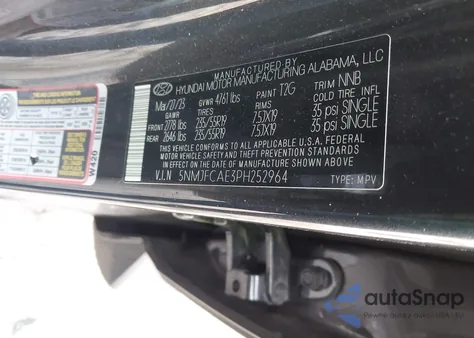 MANUFACTURED BY
HYUNDAI MOTOR MANUFACTURING ALABAMA, LLC
Mar/27/23 GVWR 4761 lbs PAINT T2G TRIM NNB
GAWR TIRES RIMS COLD TIRE INFL
FRONT 2778 lbs 235/55R19 7.5JX19 35 psi SINGLE
REAR 2646 lbs 235/55R19 7.5JX19 35 psi SINGLE
THIS VEHICLE CONFORMS TO ALL APPLICABLE U.S. FEDERAL
MOTOR VEHICLE SAFETY, BUMPER, AND THEFT PREVENTION STANDARDS
IN EFFECT ON THE DATE OF MANUFACTURE SHOWN ABOVE.
V.I.N 5NMJFCAE3PH252964 TYPE: MPV
W420
autoSnap